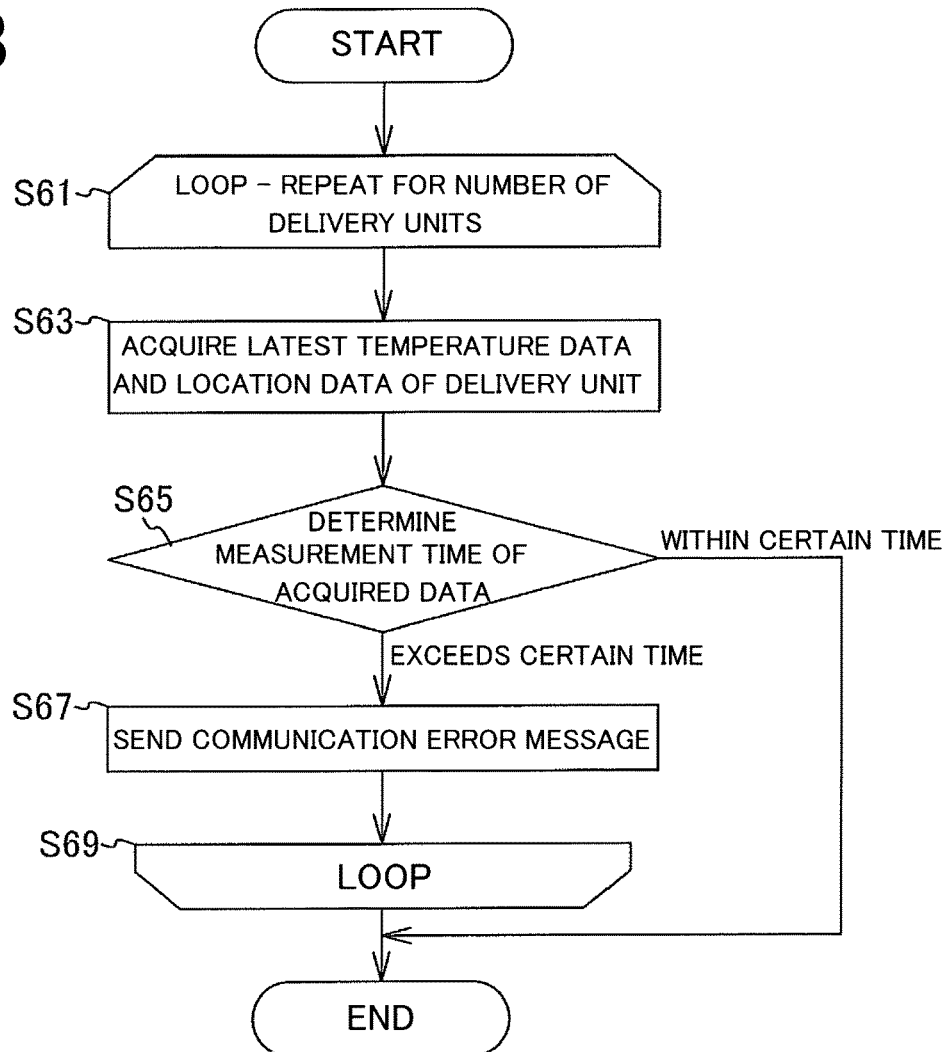 START
S61
LOOP – REPEAT FOR NUMBER OF
DELIVERY UNITS
S63
ACQUIRE LATEST TEMPERATURE DATA
AND LOCATION DATA OF DELIVERY UNIT
S65
DETERMINE
MEASUREMENT TIME OF
ACQUIRED DATA
WITHIN CERTAIN TIME
EXCEEDS CERTAIN TIME
S67
SEND COMMUNICATION ERROR MESSAGE
S69
LOOP
END